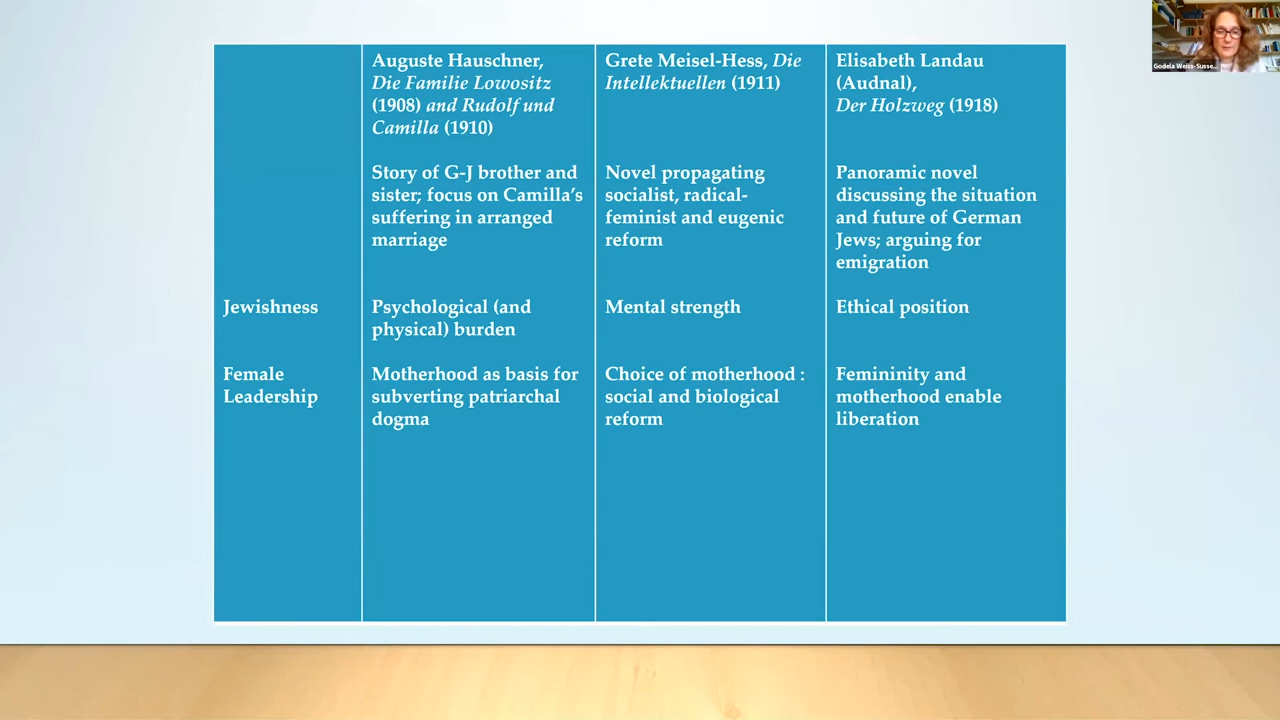 Auguste Hauschner,
Die Familie Lowositz
(1908) and Rudolf und
Camilla (1910)
Story of G-J brother and
sister; focus on Camilla's
suffering in arranged
marriage
Grete Meisel-Hess, Die
Intellektuellen (1911)
Novel propagating
socialist, radical-
feminist and eugenic
reform
Elisabeth Landau
(Audnal),
Der Holzweg (1918)
Panoramic novel
discussing the situation
and future of German
Jews; arguing for
emigration
Jewishness
Psychological (and
physical) burden
Mental strength
Ethical position
Female
Leadership
Motherhood as basis for
subverting patriarchal
dogma
Choice of motherhood :
social and biological
reform
Femininity and
motherhood enable
liberation
Godela Weiss-Susse...